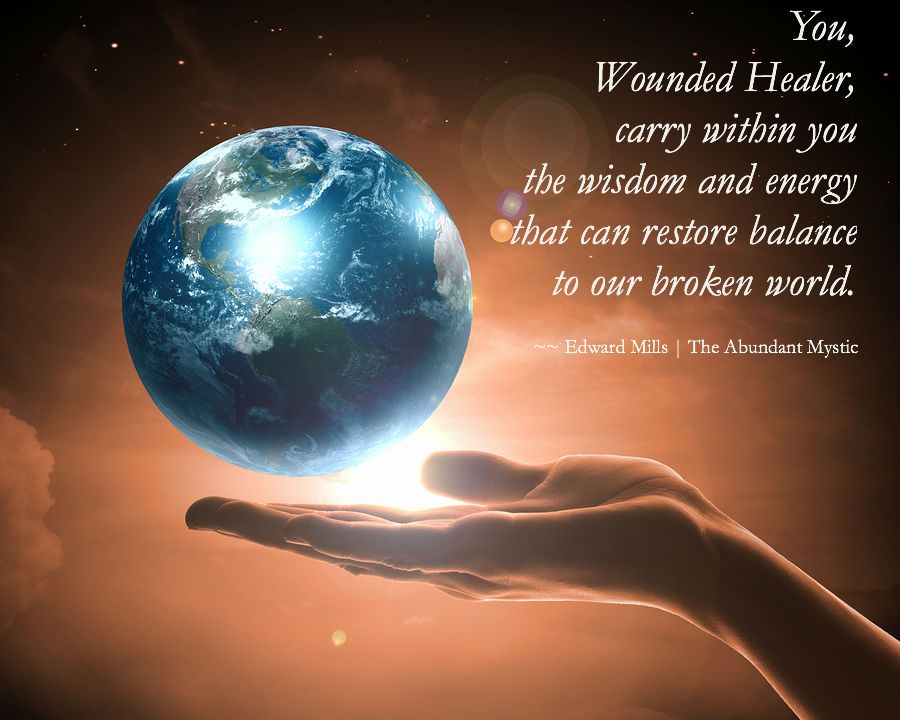 You,
Wounded Healer,
carry within you
the wisdom and energy
that can restore balance
to our broken world.
~~ Edward Mills | The Abundant Mystic